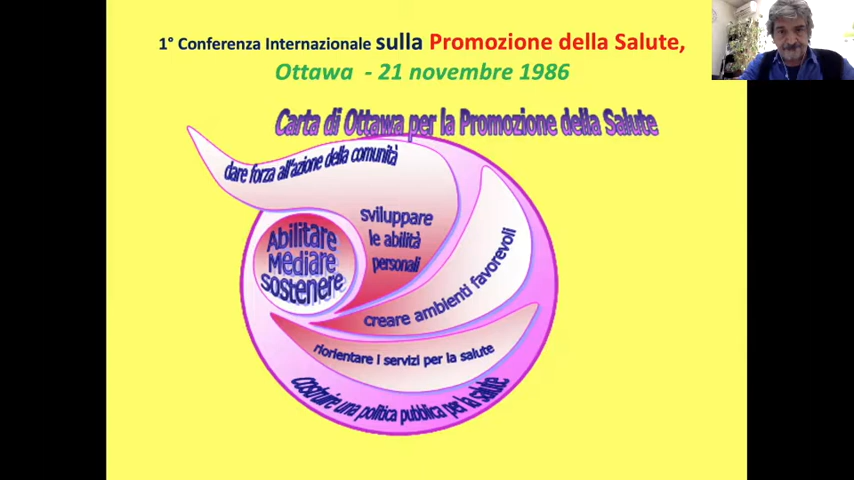 1° Conferenza Internazionale sulla Promozione della Salute,
Ottawa - 21 novembre 1986
Carta di Ottawa per la Promozione della Salute
dare forza all'azione della comunità
sviluppare
le abilità
personali
Abilitare
Mediare
sostenere
creare ambienti favorevoli
riorientare i servizi per la salute
costruire una politica pubblica per la salute